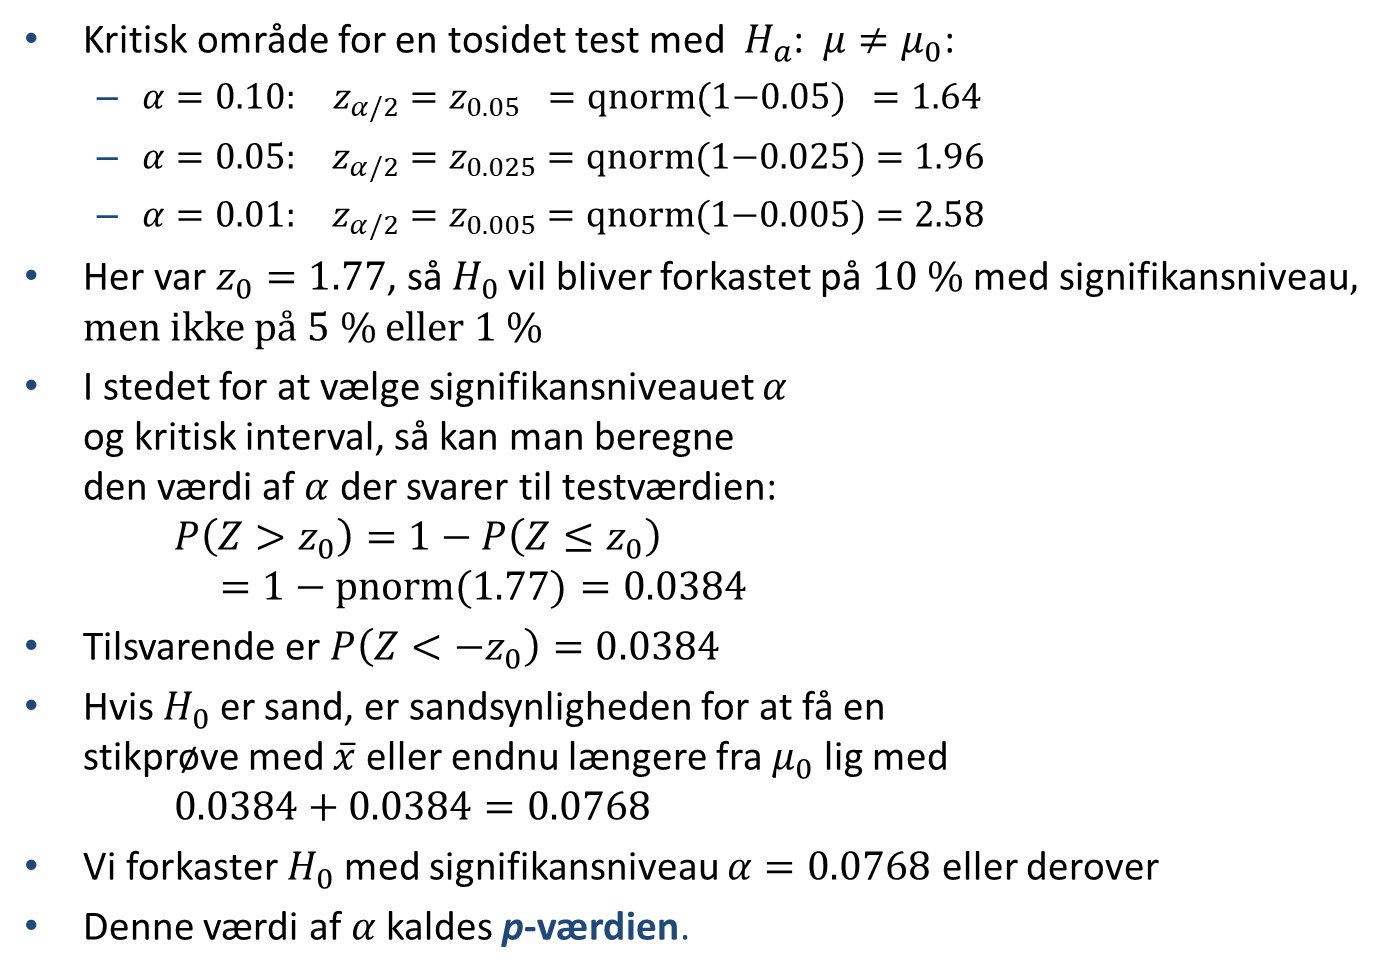 • Kritisk område for en tosidet test med Hₐ: μ ≠ μ₀:
– α = 0.10: z_{α/2} = z_{0.05} = qnorm(1−0.05) = 1.64
– α = 0.05: z_{α/2} = z_{0.025} = qnorm(1−0.025) = 1.96
– α = 0.01: z_{α/2} = z_{0.005} = qnorm(1−0.005) = 2.58
• Her var z₀ = 1.77, så H₀ vil bliver forkastet på 10 % med signifikansniveau,
men ikke på 5 % eller 1 %
• I stedet for at vælge signifikansniveauet α
og kritisk interval, så kan man beregne
den værdi af α der svarer til testværdien:
P(Z > z₀) = 1 − P(Z ≤ z₀)
= 1 − pnorm(1.77) = 0.0384
• Tilsvarende er P(Z < −z₀) = 0.0384
• Hvis H₀ er sand, er sandsynligheden for at få en
stikprøve med x̄ eller endnu længere fra μ₀ lig med
0.0384 + 0.0384 = 0.0768
• Vi forkaster H₀ med signifikansniveau α = 0.0768 eller derover
• Denne værdi af α kaldes p-værdien.